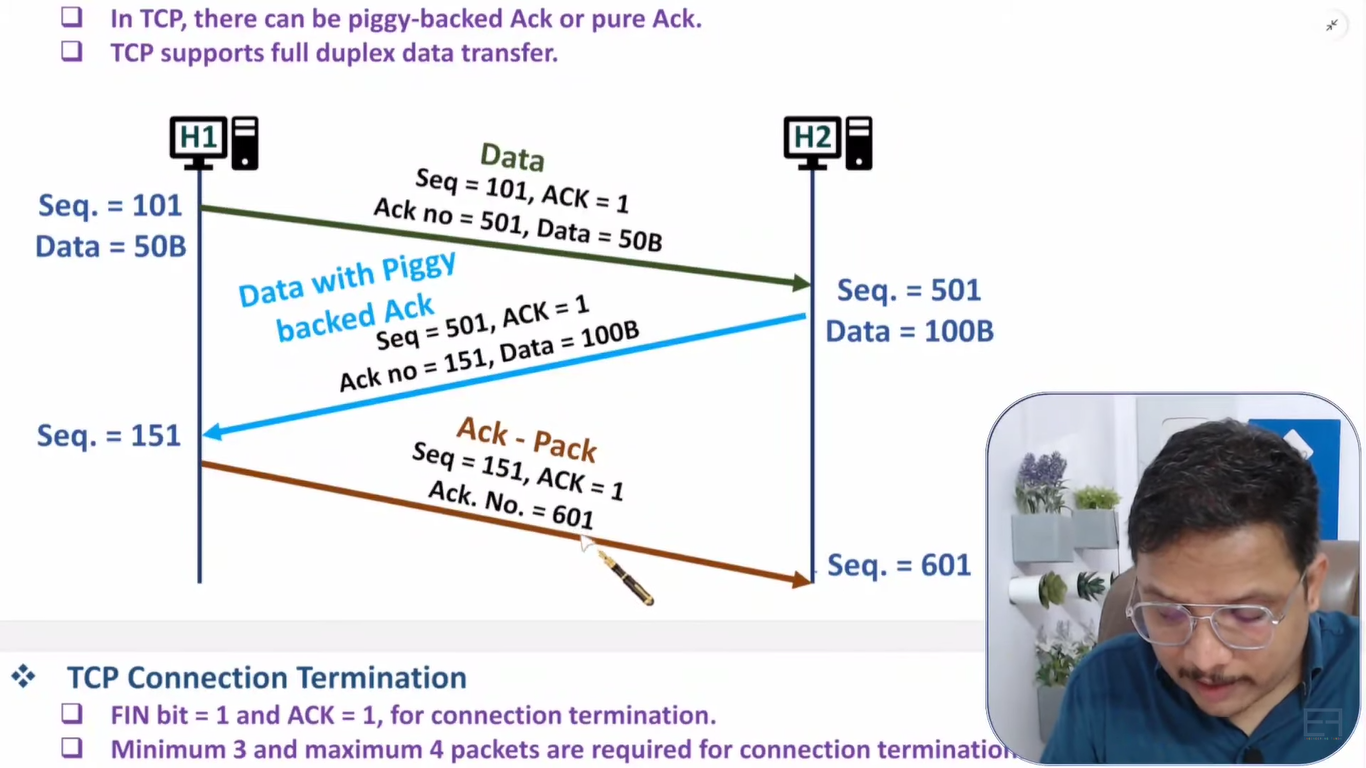 ❑ In TCP, there can be piggy-backed Ack or pure Ack.
❑ TCP supports full duplex data transfer.
H1
H2
Data
Seq = 101, ACK = 1
Ack no = 501, Data = 50B
Seq. = 101
Data = 50B
Data with Piggy
backed Ack
Seq = 501, ACK = 1
Ack no = 151, Data = 100B
Seq. = 501
Data = 100B
Seq. = 151
Ack - Pack
Seq = 151, ACK = 1
Ack. No. = 601
Seq. = 601
❖ TCP Connection Termination
❑ FIN bit = 1 and ACK = 1, for connection termination.
❑ Minimum 3 and maximum 4 packets are required for connection termination